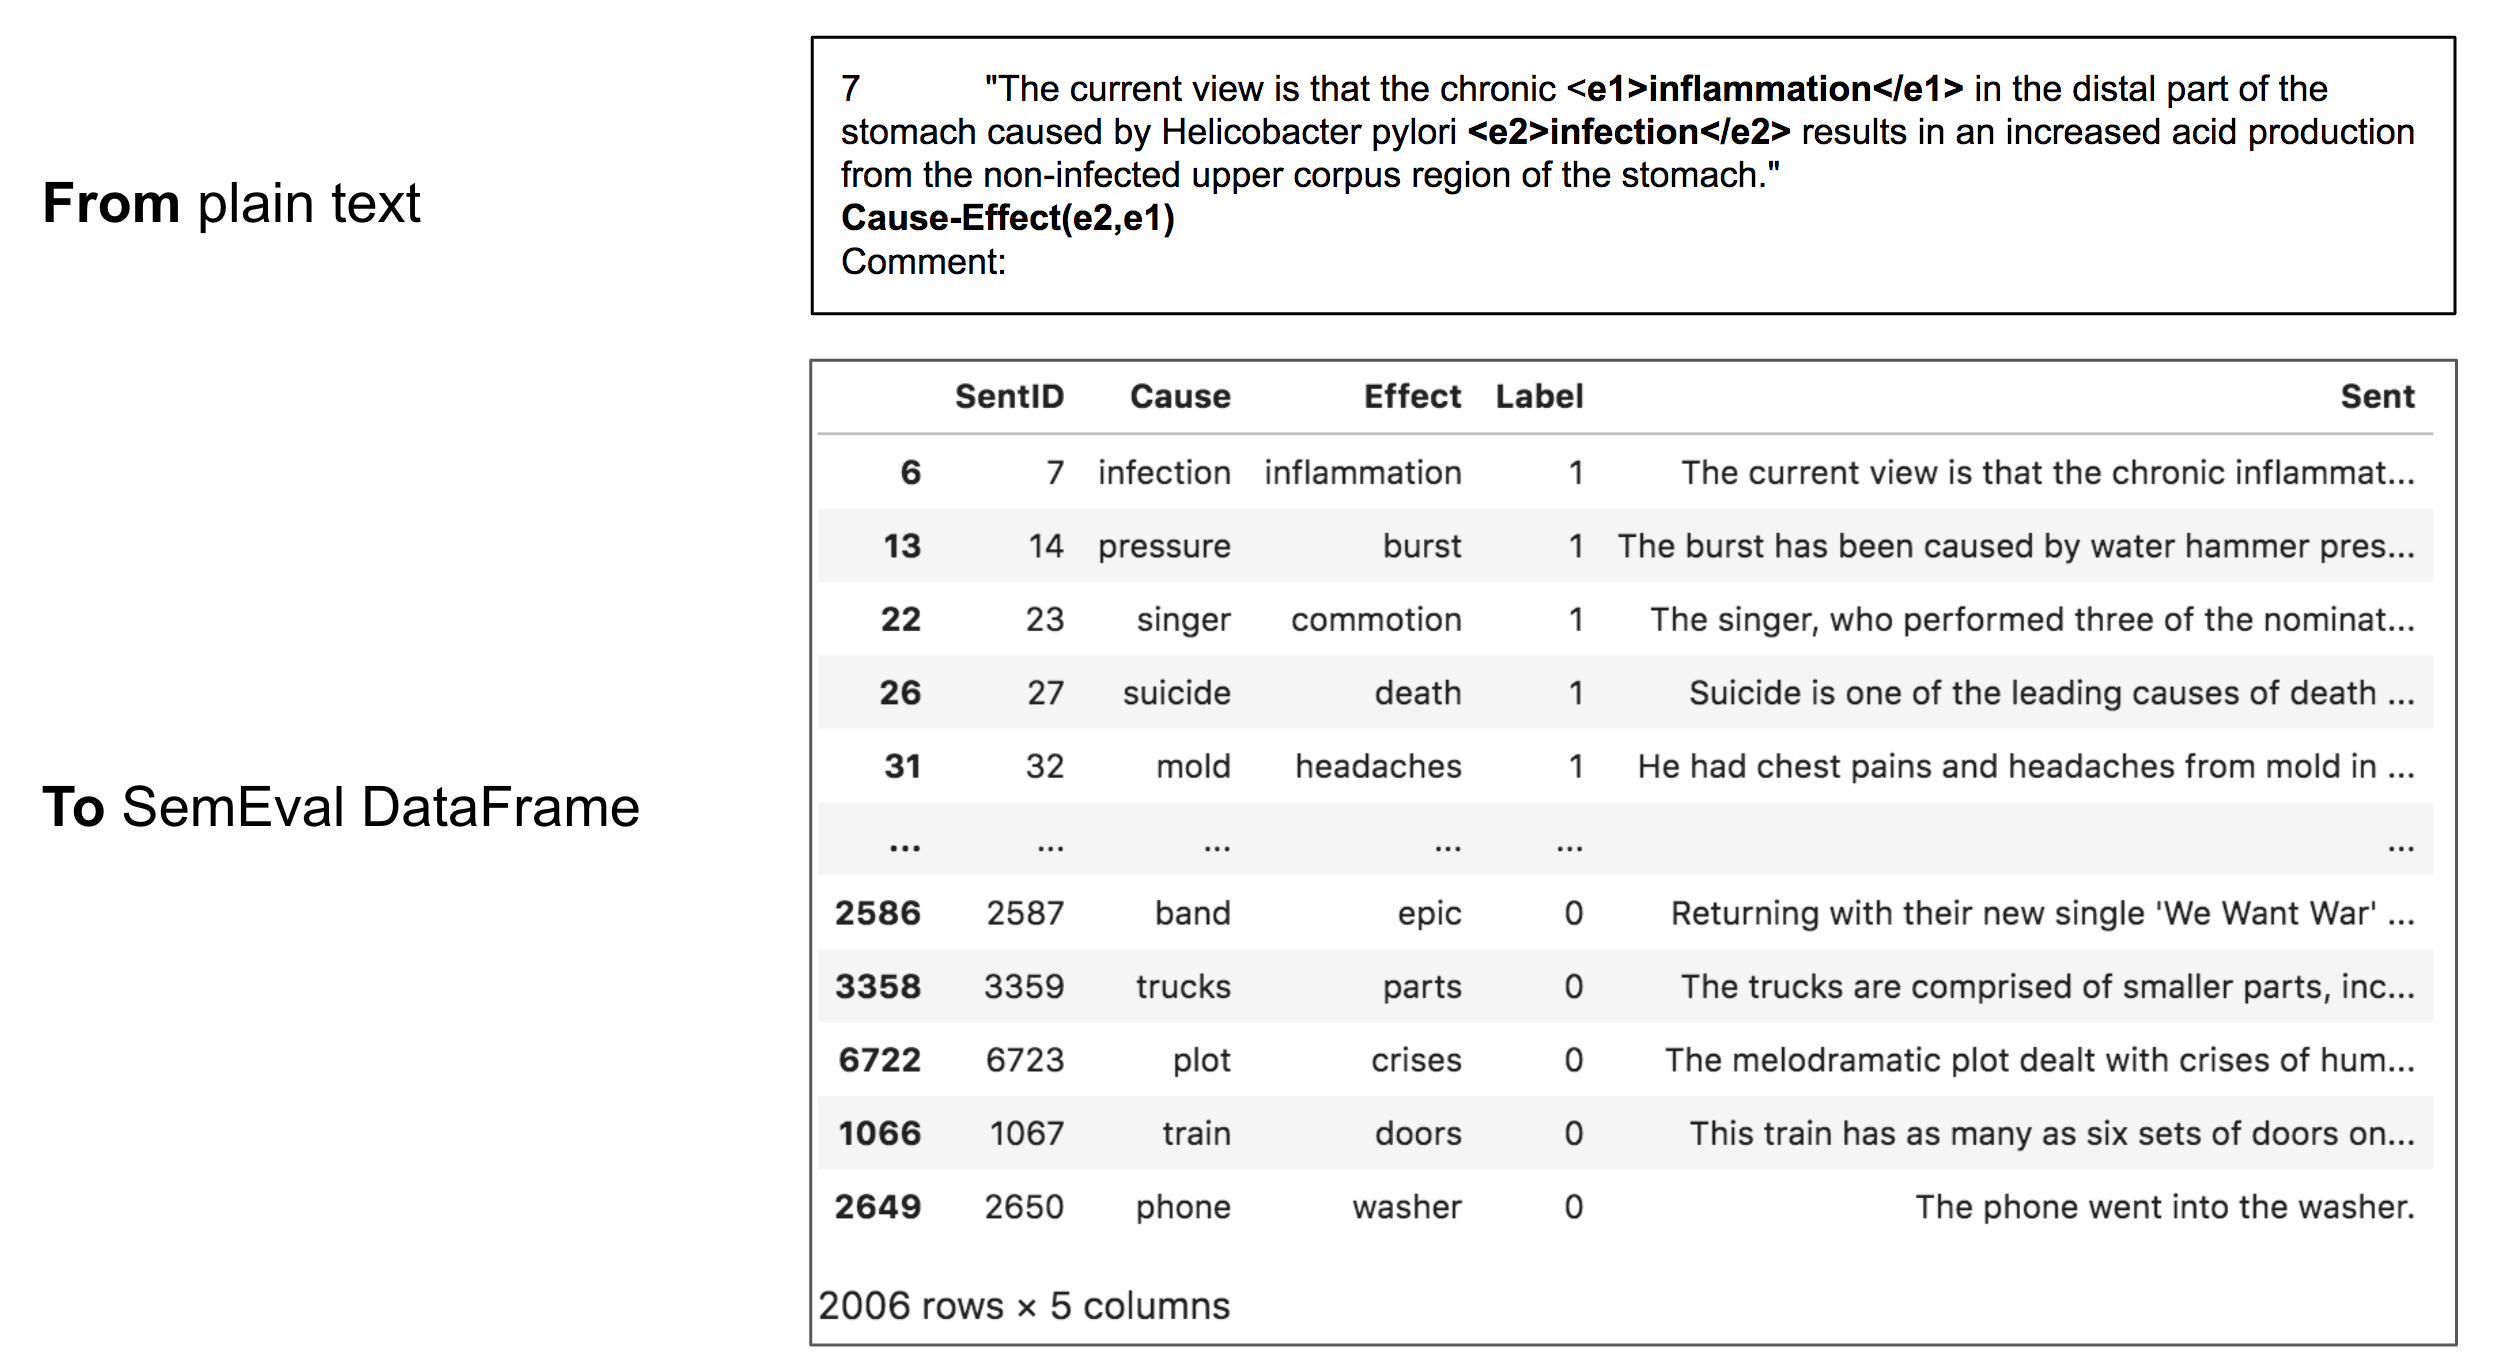 From plain text
7 "The current view is that the chronic <e1>inflammation</e1> in the distal part of the
stomach caused by Helicobacter pylori <e2>infection</e2> results in an increased acid production
from the non-infected upper corpus region of the stomach."
Cause-Effect(e2,e1)
Comment:
To SemEval DataFrame
SentID Cause Effect Label Sent
6 7 infection inflammation 1 The current view is that the chronic inflammat...
13 14 pressure burst 1 The burst has been caused by water hammer pres...
22 23 singer commotion 1 The singer, who performed three of the nominat...
26 27 suicide death 1 Suicide is one of the leading causes of death ...
31 32 mold headaches 1 He had chest pains and headaches from mold in ...
... ... ... ... ... ...
2586 2587 band epic 0 Returning with their new single 'We Want War' ...
3358 3359 trucks parts 0 The trucks are comprised of smaller parts, inc...
6722 6723 plot crises 0 The melodramatic plot dealt with crises of hum...
1066 1067 train doors 0 This train has as many as six sets of doors on...
2649 2650 phone washer 0 The phone went into the washer.
2006 rows × 5 columns